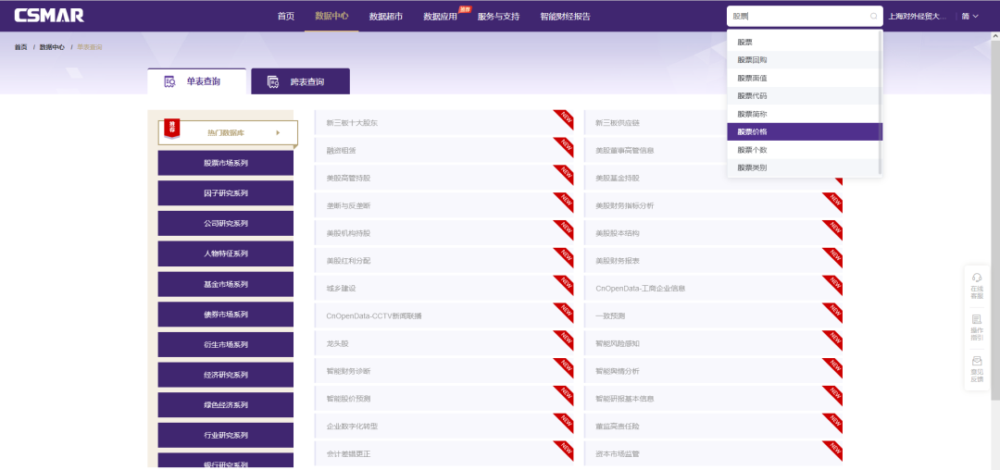 CSMAR
首页 数据中心 数据超市 数据应用 推荐 服务与支持 智能财经报告
股票
上海对外经贸大... 简
首页 / 数据中心 / 单表查询
单表查询 跨表查询
股票
股票回购
股票面值
股票代码
股票简称
股票价格
股票个数
股票类别
推荐
热门数据库
股票市场系列
因子研究系列
公司研究系列
人物特征系列
基金市场系列
债券市场系列
衍生市场系列
经济研究系列
绿色经济系列
行业研究系列
银行研究系列
新三板十大股东 NEW 新三板供应链
融资租赁 NEW 美股董事高管信息
美股高管持股 NEW 美股基金持股
垄断与反垄断 NEW 美股财务指标分析 NEW
美股机构持股 NEW 美股股本结构 NEW
美股红利分配 NEW 美股财务报表 NEW
城乡建设 NEW CnOpenData-工商企业信息 NEW
CnOpenData-CCTV新闻联播 NEW 一致预测 NEW
龙头股 NEW 智能风险感知 NEW
智能财务诊断 NEW 智能舆情分析 NEW
智能股价预测 NEW 智能研报基本信息 NEW
企业数字化转型 NEW 董监高责任险 NEW
会计差错更正 NEW 资本市场监管 NEW
在线
客服
操作
指引
意见
反馈